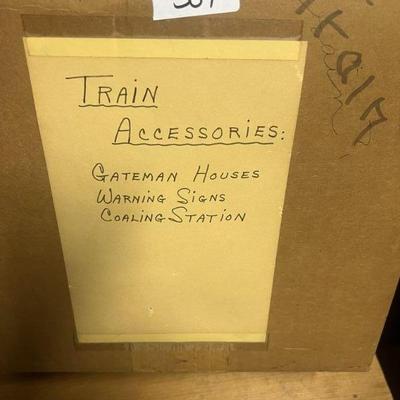 TRAIN
ACCESSORIES:
GATEMAN HOUSES
WARNING SIGNS
COALING STATION